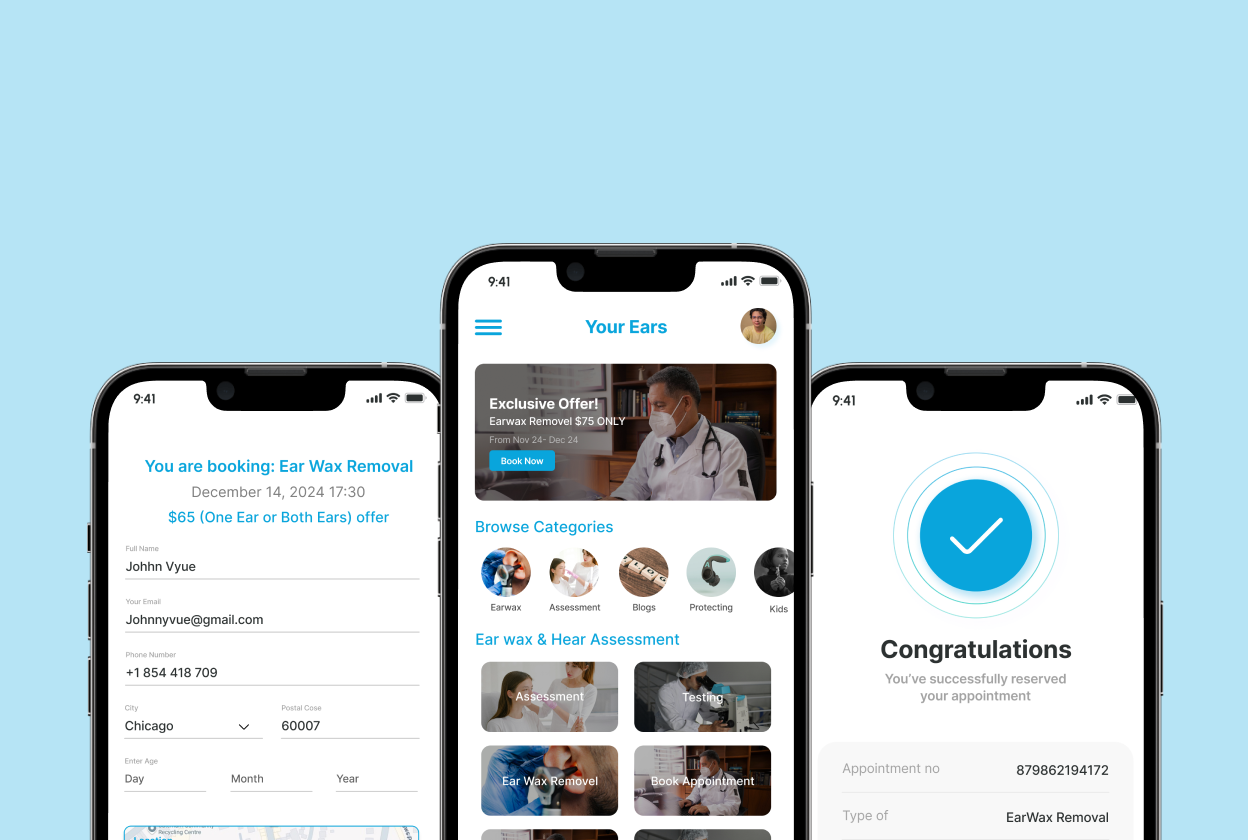 9:41
You are booking: Ear Wax Removal
December 14, 2024 17:30
$65 (One Ear or Both Ears) offer
Full Name
Johhn Vyue
Your Email
Johnnyvue@gmail.com
Phone Number
+1 854 418 709
City
Postal Cose
Chicago
60007
Enter Age
Day
Month
Year
Recycling Centre
Location
9:41
Your Ears
Exclusive Offer!
Earwax Removel $75 ONLY
From Nov 24- Dec 24
Book Now
Browse Categories
Earwax
Assessment
Blogs
Protecting
Kids
Ear wax & Hear Assessment
Assessment
Testing
Ear Wax Removel
Book Appointment
9:41
Congratulations
You've successfully reserved
your appointment
Appointment no
879862194172
Type of
EarWax Removal